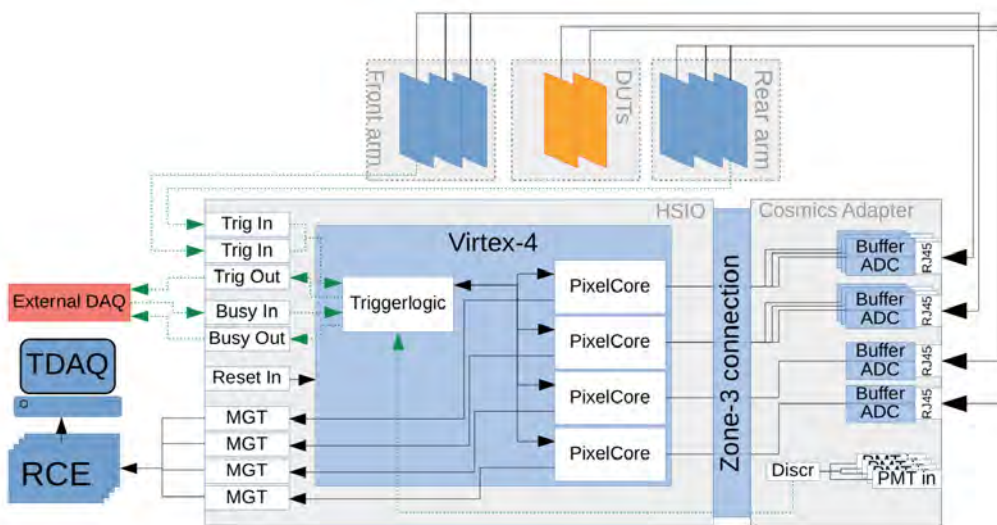 Front arm
DUTs
Rear arm
HSIO
Cosmics Adapter
Trig In
Trig In
Trig Out
Busy In
Busy Out
Reset In
MGT
MGT
MGT
MGT
External DAQ
TDAQ
RCE
Virtex-4
Triggerlogic
PixelCore
PixelCore
PixelCore
PixelCore
Zone-3 connection
Buffer
ADC
RJ45
Buffer
ADC
RJ45
Buffer
ADC
RJ45
Buffer
ADC
RJ45
Discr
PMT in